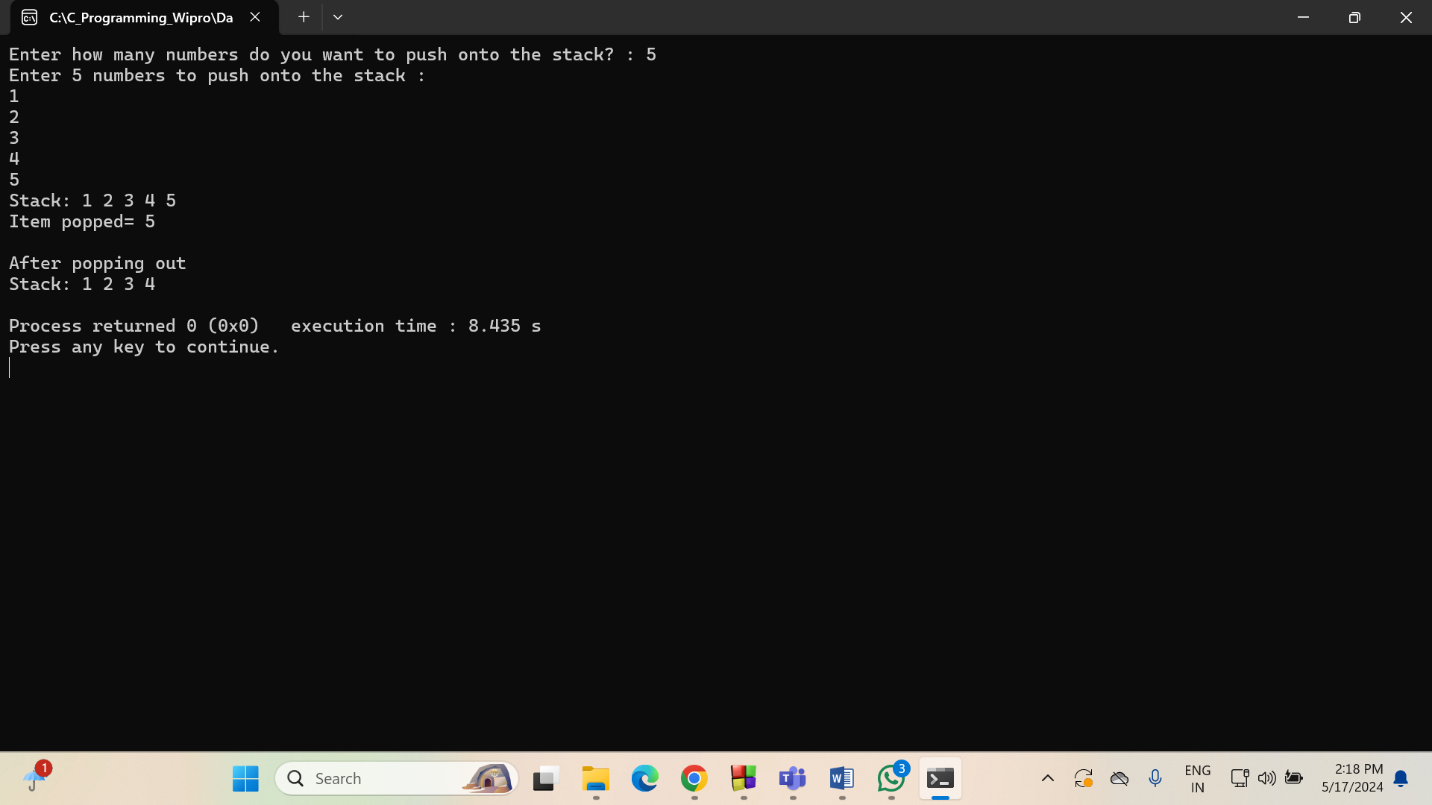 C:\C_Programming_Wipro\Da
Enter how many numbers do you want to push onto the stack? : 5
Enter 5 numbers to push onto the stack :
1
2
3
4
5
Stack: 1 2 3 4 5
Item popped= 5
After popping out
Stack: 1 2 3 4
Process returned 0 (0x0)   execution time : 8.435 s
Press any key to continue.
1
Search
3
ENG
IN
2:18 PM
5/17/2024